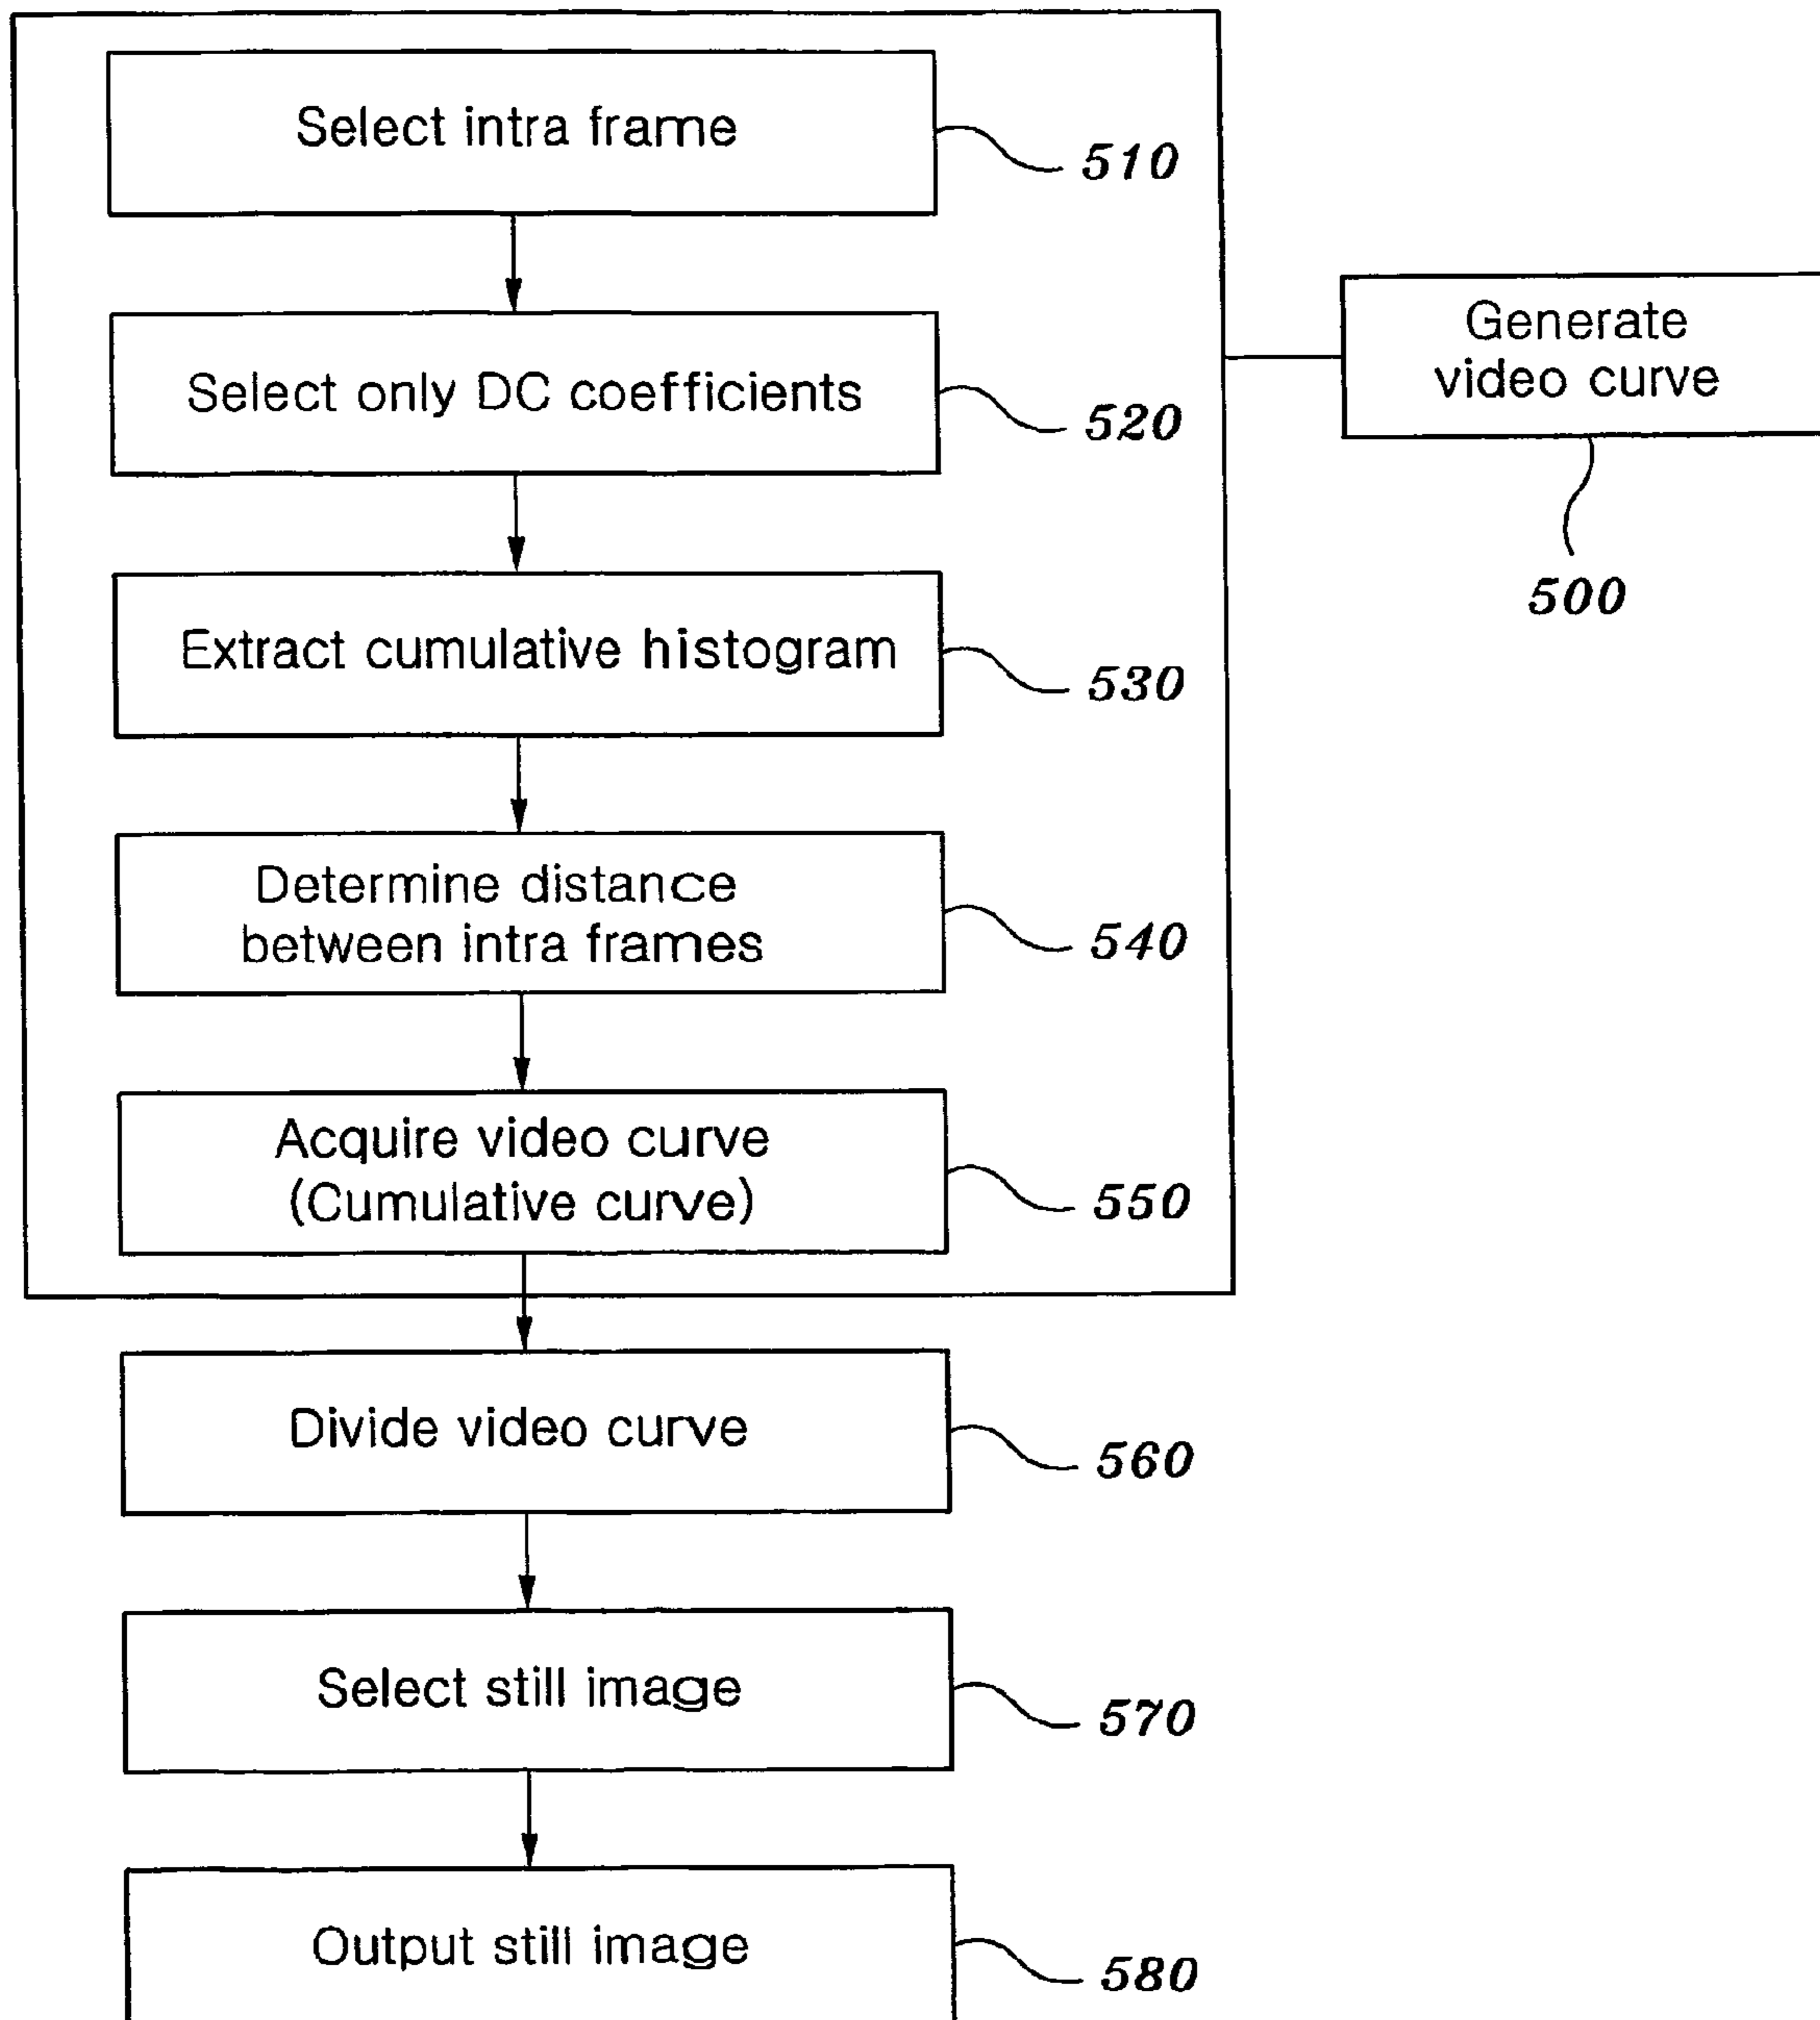 Select intra frame
510
Select only DC coefficients
520
Extract cumulative histogram
530
Determine distance
between intra frames
540
Acquire video curve
(Cumulative curve)
550
Generate
video curve
500
Divide video curve
560
Select still image
570
Output still image
580